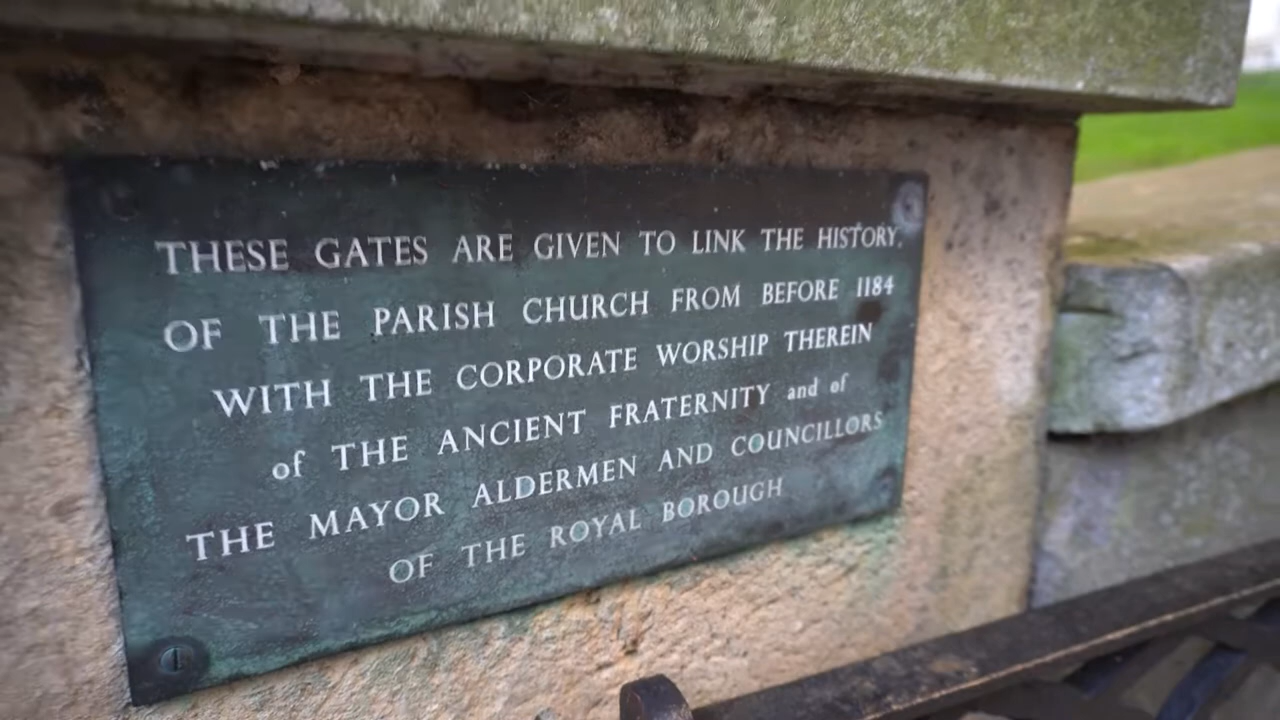 THESE GATES ARE GIVEN TO LINK THE HISTORY,
OF THE PARISH CHURCH FROM BEFORE 1184
WITH THE CORPORATE WORSHIP THEREIN
of THE ANCIENT FRATERNITY and of
THE MAYOR ALDERMEN AND COUNCILLORS
OF THE ROYAL BOROUGH